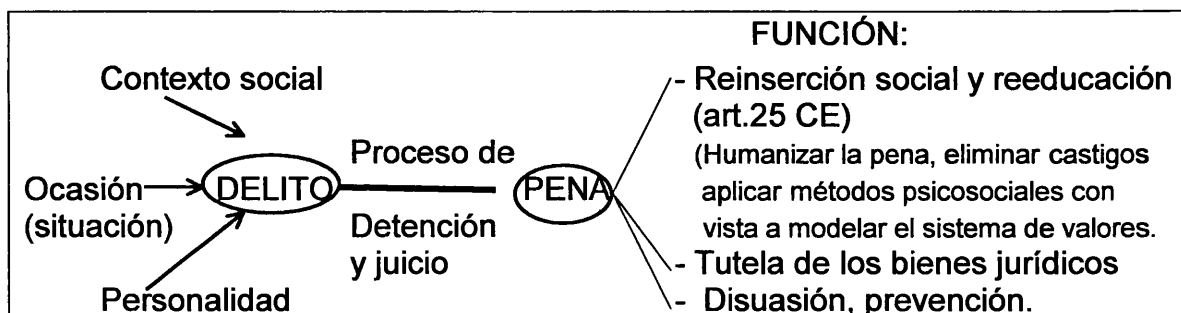 FUNCIÓN:
Contexto social
- Reinserción social y reeducación
(art.25 CE)
Proceso de
(Humanizar la pena, eliminar castigos
Ocasión
DELITO
PENA
aplicar métodos psicosociales con
(situación)
Detención
vista a modelar el sistema de valores.
y juicio
- Tutela de los bienes jurídicos
Personalidad
- Disuasión, prevención.